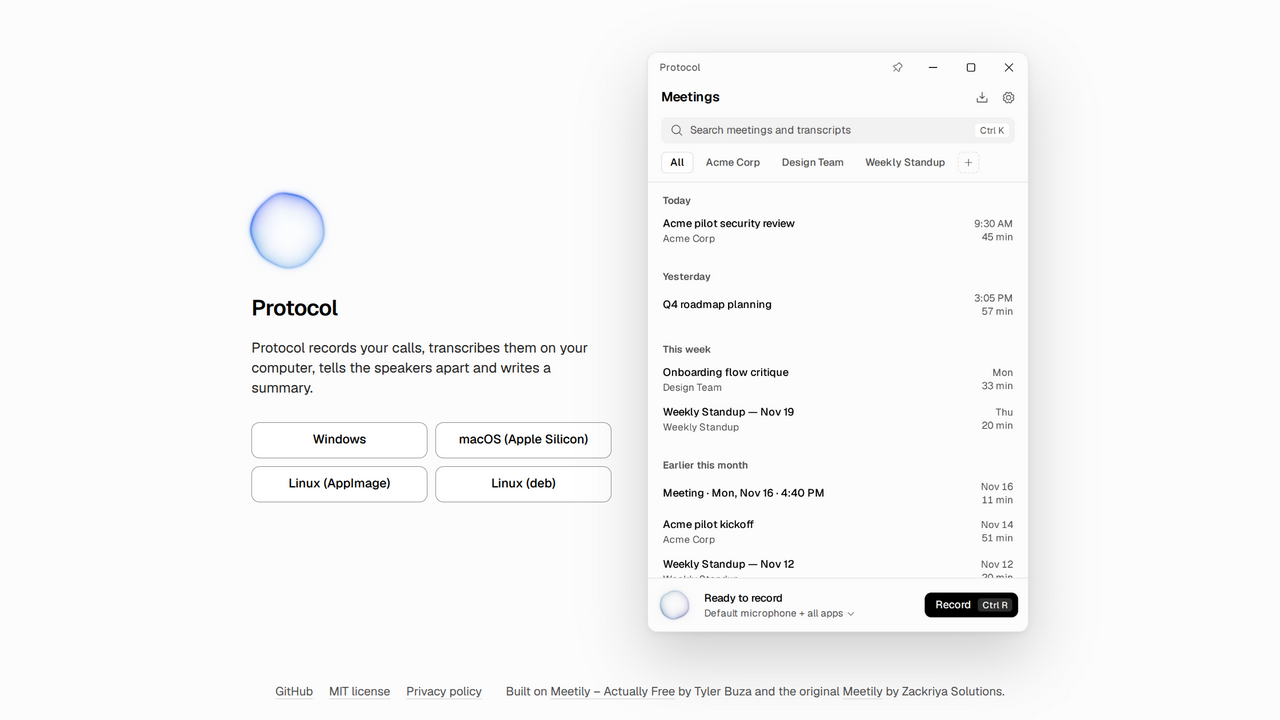 Protocol
Protocol records your calls, transcribes them on your
computer, tells the speakers apart and writes a
summary.
Windows
macOS (Apple Silicon)
Linux (AppImage)
Linux (deb)
Protocol
Meetings
Search meetings and transcripts
Ctrl K
All
Acme Corp
Design Team
Weekly Standup
+
Today
Acme pilot security review
9:30 AM
Acme Corp
45 min
Yesterday
Q4 roadmap planning
3:05 PM
57 min
This week
Onboarding flow critique
Mon
Design Team
33 min
Weekly Standup — Nov 19
Thu
Weekly Standup
20 min
Earlier this month
Meeting · Mon, Nov 16 · 4:40 PM
Nov 16
11 min
Acme pilot kickoff
Nov 14
Acme Corp
51 min
Weekly Standup — Nov 12
Nov 12
Weekly Standup
20 min
Ready to record
Default microphone + all apps
Record
Ctrl R
GitHub
MIT license
Privacy policy
Built on Meetily – Actually Free by Tyler Buza and the original Meetily by Zackriya Solutions.